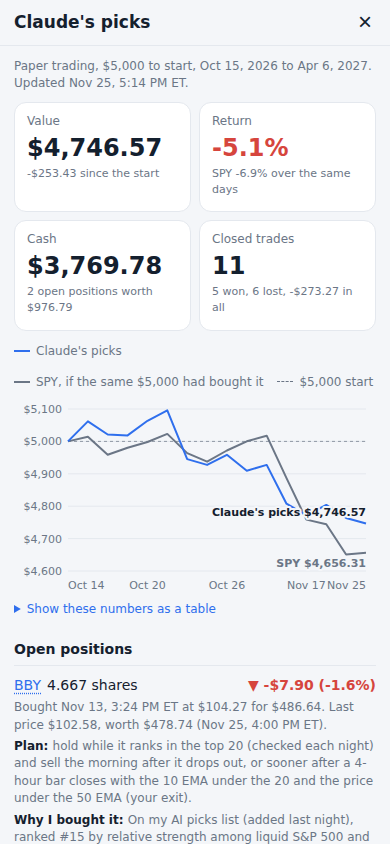 Claude's picks ✕
Paper trading, $5,000 to start, Oct 15, 2026 to Apr 6, 2027.
Updated Nov 25, 5:14 PM ET.
Value
$4,746.57
-$253.43 since the start
Return
-5.1%
SPY -6.9% over the same
days
Cash
$3,769.78
2 open positions worth
$976.79
Closed trades
11
5 won, 6 lost, -$273.27 in
all
Claude's picks
SPY, if the same $5,000 had bought it
$5,000 start
$5,100
$5,000
$4,900
$4,800
$4,700
$4,600
Claude's picks $4,746.57
SPY $4,656.31
Oct 14 Oct 20 Oct 26 Nov 17 Nov 25
▶ Show these numbers as a table
Open positions
BBY 4.667 shares ▼ -$7.90 (-1.6%)
Bought Nov 13, 3:24 PM ET at $104.27 for $486.64. Last
price $102.58, worth $478.74 (Nov 25, 4:00 PM ET).
Plan: hold while it ranks in the top 20 (checked each night)
and sell the morning after it drops out, or sooner after a 4-
hour bar closes with the 10 EMA under the 20 and the price
under the 50 EMA (your exit).
Why I bought it: On my AI picks list (added last night),
ranked #15 by relative strength among liquid S&P 500 and